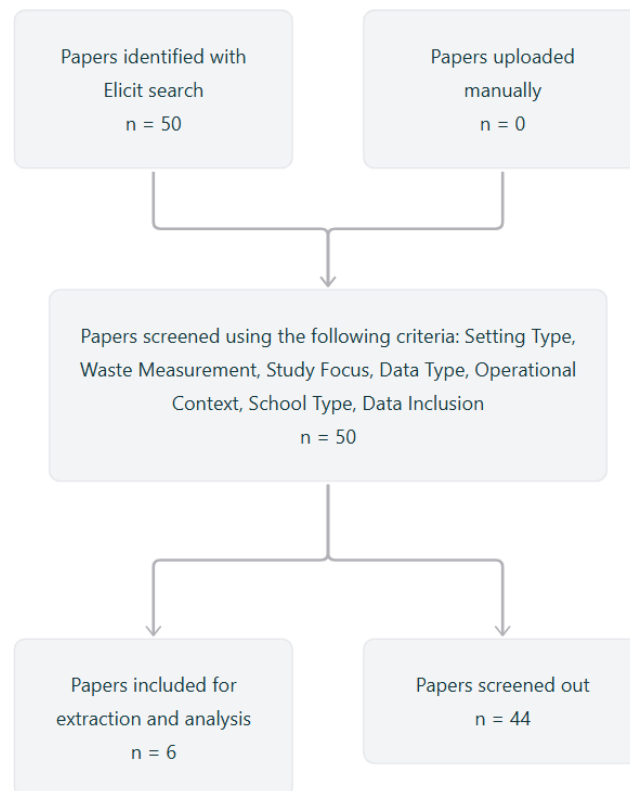 Papers identified with
Elicit search
n = 50
Papers uploaded
manually
n = 0
Papers screened using the following criteria: Setting Type,
Waste Measurement, Study Focus, Data Type, Operational
Context, School Type, Data Inclusion
n = 50
Papers included for
extraction and analysis
n = 6
Papers screened out
n = 44